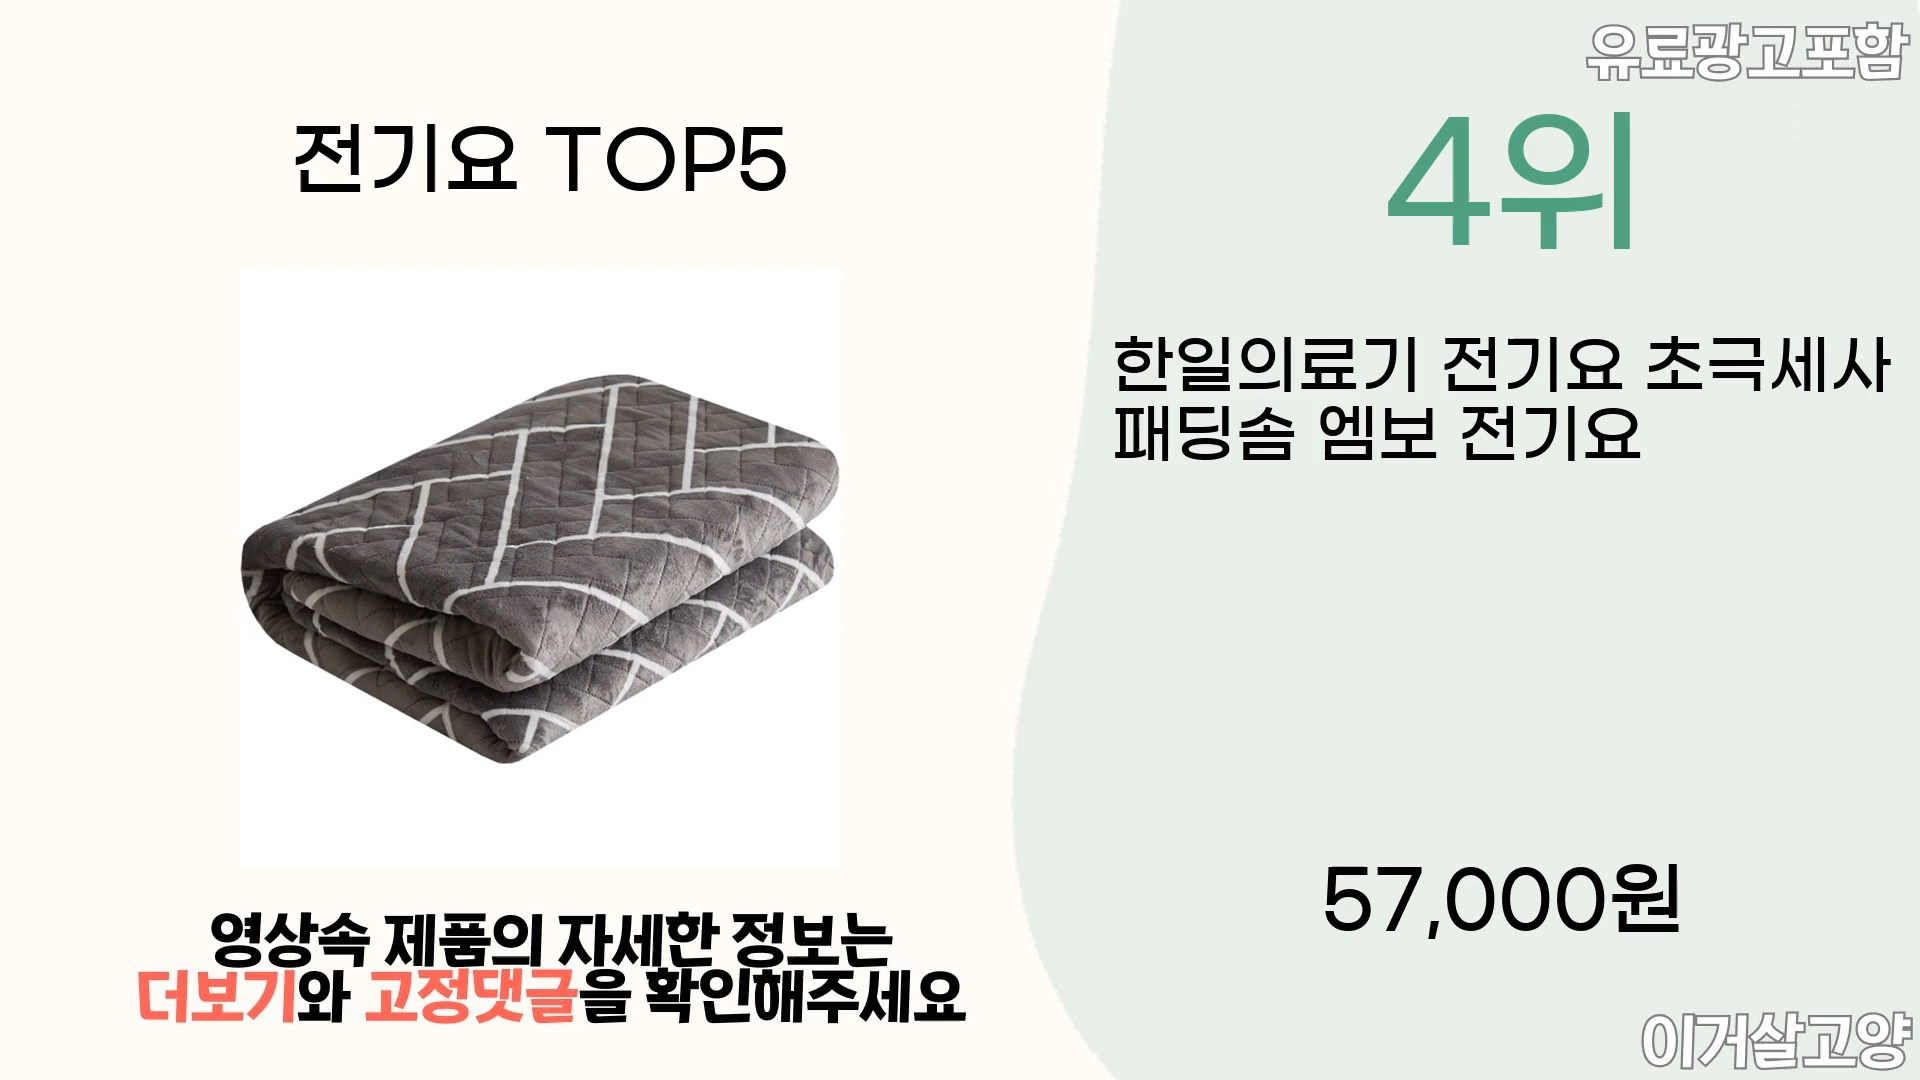 유료광고포함
전기요 TOP5
4위
한일의료기 전기요 초극세사
패딩솜 엠보 전기요
57,000원
영상속 제품의 자세한 정보는
더보기와 고정댓글을 확인해주세요
이거살고양